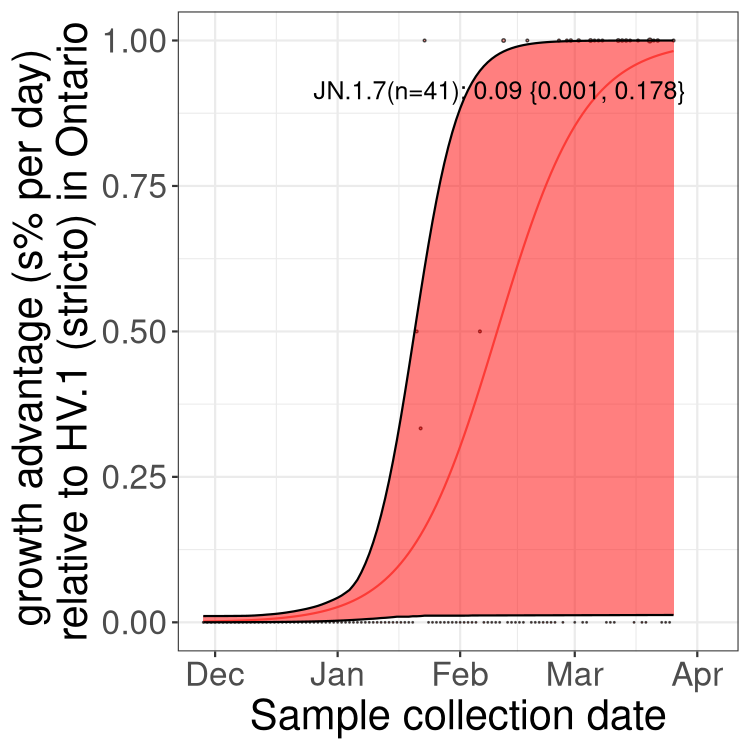 growth advantage (s% per day)
relative to HV.1 (stricto) in Ontario
1.00
0.75
0.50
0.25
0.00
JN.1.7(n=41): 0.09 {0.001, 0.178}
Dec Jan Feb Mar Apr
Sample collection date